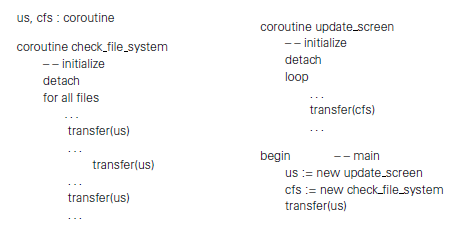 us, cfs : coroutine
coroutine check_file_system
– – initialize
detach
for all files
...
transfer(us)
...
transfer(us)
...
transfer(us)
...
coroutine update_screen
– – initialize
detach
loop
...
transfer(cfs)
...
begin – – main
us := new update_screen
cfs := new check_file_system
transfer(us)